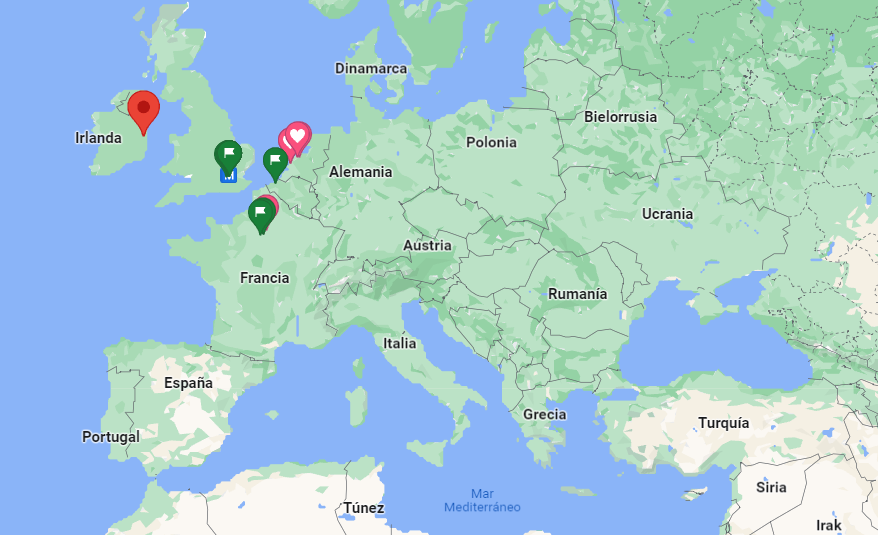 Dinamarca
Irlanda
Bielorrusia
Polonia
Alemania
Ucrania
Austria
Francia
Rumanía
Italia
España
Grecia
Turquía
Portugal
Siria
Mar
Mediterráneo
Túnez
Irak